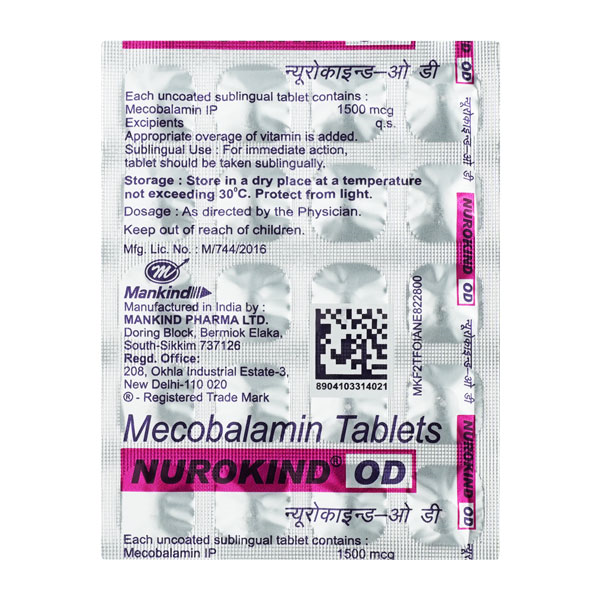 न्यूरोकाइन्ड-ओ डी
Each uncoated sublingual tablet contains :
Mecobalamin IP 1500 mcg
Excipients q.s.
Appropriate overage of vitamin is added.
Sublingual Use : For immediate action,
tablet should be taken sublingually.
Storage : Store in a dry place at a temperature
not exceeding 30°C. Protect from light.
Dosage : As directed by the Physician.
Keep out of reach of children.
Mfg. Lic. No. : M/744/2016
Mankind
Manufactured in India by :
MANKIND PHARMA LTD.
Doring Block, Bermiok Elaka,
South-Sikkim 737126
Regd. Office:
208, Okhla Industrial Estate-3,
New Delhi-110 020
® - Registered Trade Mark
8904103314021
MKF2TFOIANE822800
Mecobalamin Tablets
NUROKIND® OD
न्यूरोकाइन्ड-ओ डी
Each uncoated sublingual tablet contains :
Mecobalamin IP 1500 mcg
OD
न्यूरोकाइन्ड-ओ डी
NUROKIND OD
न्यूरोकाइन्ड-ओ डी
NUROKIND OD